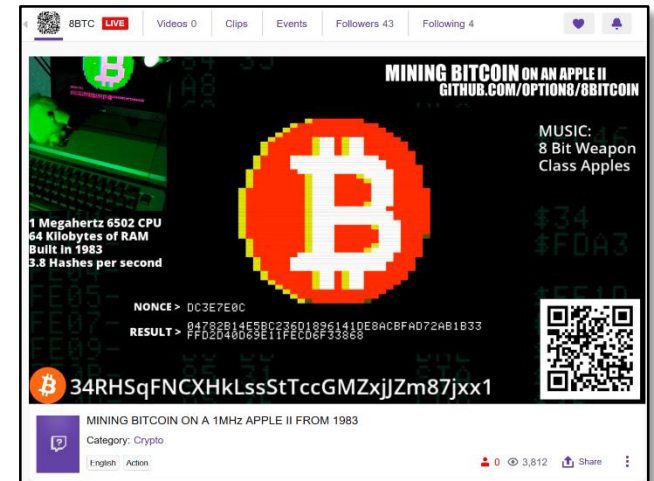 8BTC LIVE Videos 0 Clips Events Followers 43 Following 4
MINING BITCOIN ON AN APPLE II
GITHUB.COM/OPTION8/8BITCOIN
MUSIC:
8 Bit Weapon
Class Apples
1 Megahertz 6502 CPU
64 Kilobytes of RAM
Built in 1983
3.8 Hashes per second
$34
$FDA3
NONCE > DC3E7E0C
RESULT > 04782B14E5BC236D1896141DE8ACBFAD72AB1B33
FFD2D40D69E11FECD6F33868
34RHSqFNCXHkLssStTccGMZxjJZm87jxx1
MINING BITCOIN ON A 1MHz APPLE II FROM 1983
Category: Crypto
English Action
0 3,812 Share